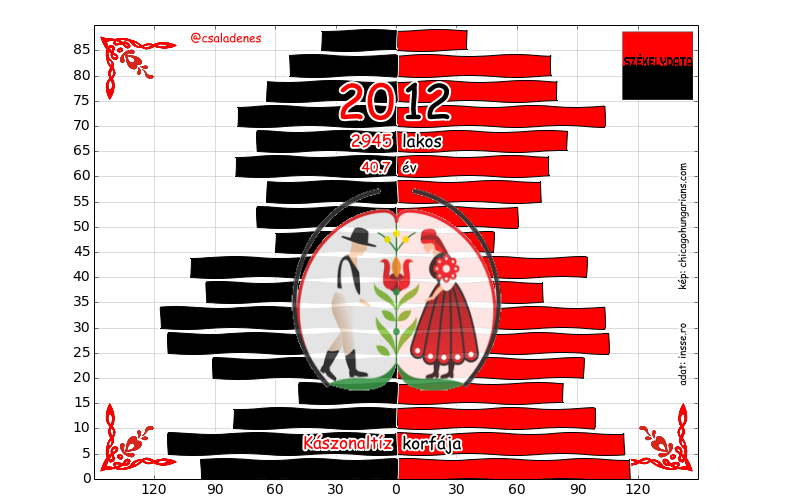 @csaladenes
SZÉKELYDATA
2012
2945 lakos
40.7 év
kép: chicagohungarians.com
adat: insse.ro
Kászonaltíz korfája
85
80
75
70
65
60
55
50
45
40
35
30
25
20
15
10
5
0
120 90 60 30 0 30 60 90 120